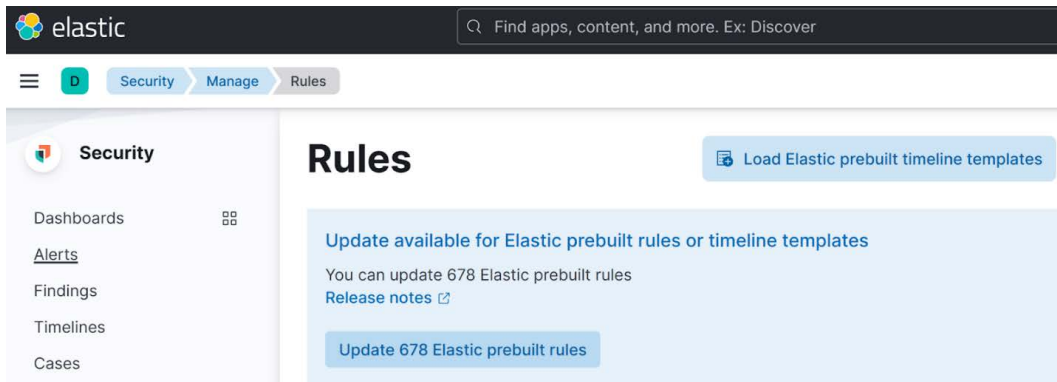 elastic
Find apps, content, and more. Ex: Discover
D
Security
Manage
Rules
Security
Dashboards
Alerts
Findings
Timelines
Cases
Rules
Load Elastic prebuilt timeline templates
Update available for Elastic prebuilt rules or timeline templates
You can update 678 Elastic prebuilt rules
Release notes
Update 678 Elastic prebuilt rules